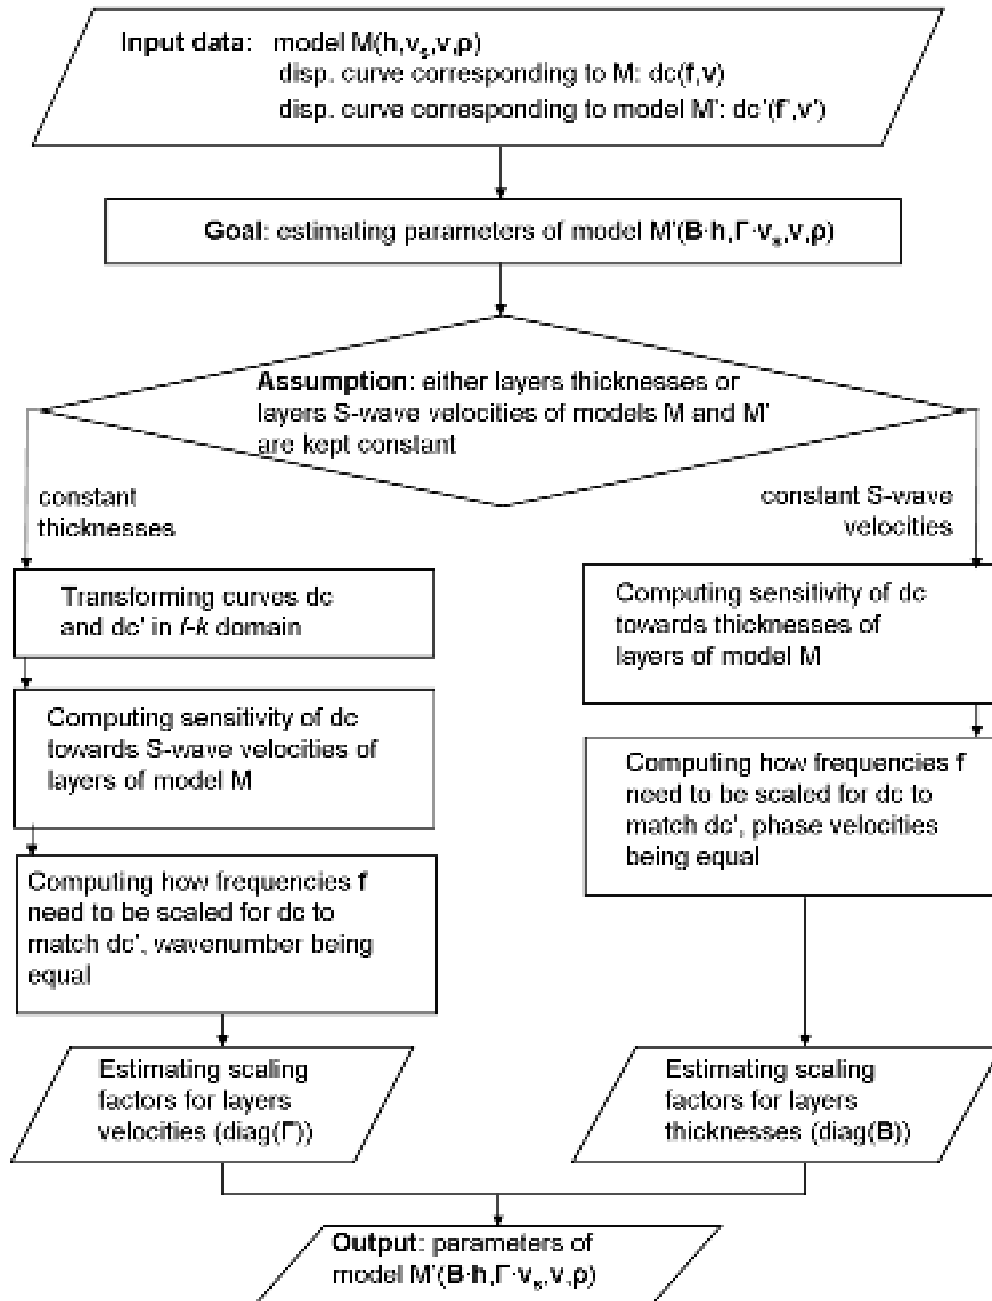 Input data: model M(h,vₛ,ν,ρ)
disp. curve corresponding to M: dc(f,v)
disp. curve corresponding to model M': dc'(f',v')
Goal: estimating parameters of model M'(B·h,Γ·vₛ,ν,ρ)
Assumption: either layers thicknesses or
layers S-wave velocities of models M and M'
are kept constant
constant
thicknesses
constant S-wave
velocities
Transforming curves dc
and dc' in f-k domain
Computing sensitivity of dc
towards S-wave velocities of
layers of model M
Computing how frequencies f
need to be scaled for dc to
match dc', wavenumber being
equal
Estimating scaling
factors for layers
velocities (diag(Γ))
Computing sensitivity of dc
towards thicknesses of
layers of model M
Computing how frequencies f
need to be scaled for dc to
match dc', phase velocities
being equal
Estimating scaling
factors for layers
thicknesses (diag(B))
Output: parameters of
model M'(B·h,Γ·vₛ,ν,ρ)